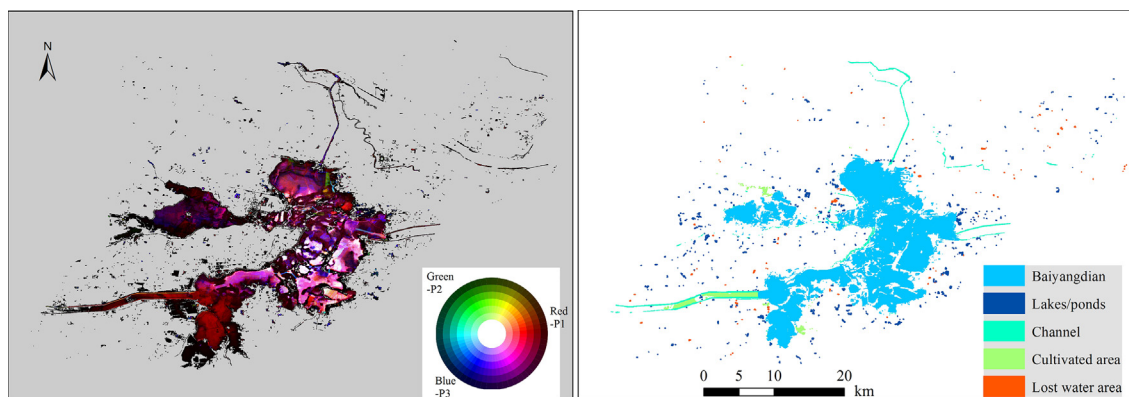 N
Green
-P2
Red
-P1
Blue
-P3
Baiyangdian
Lakes/ponds
Channel
Cultivated area
Lost water area
0 5 10 20
km